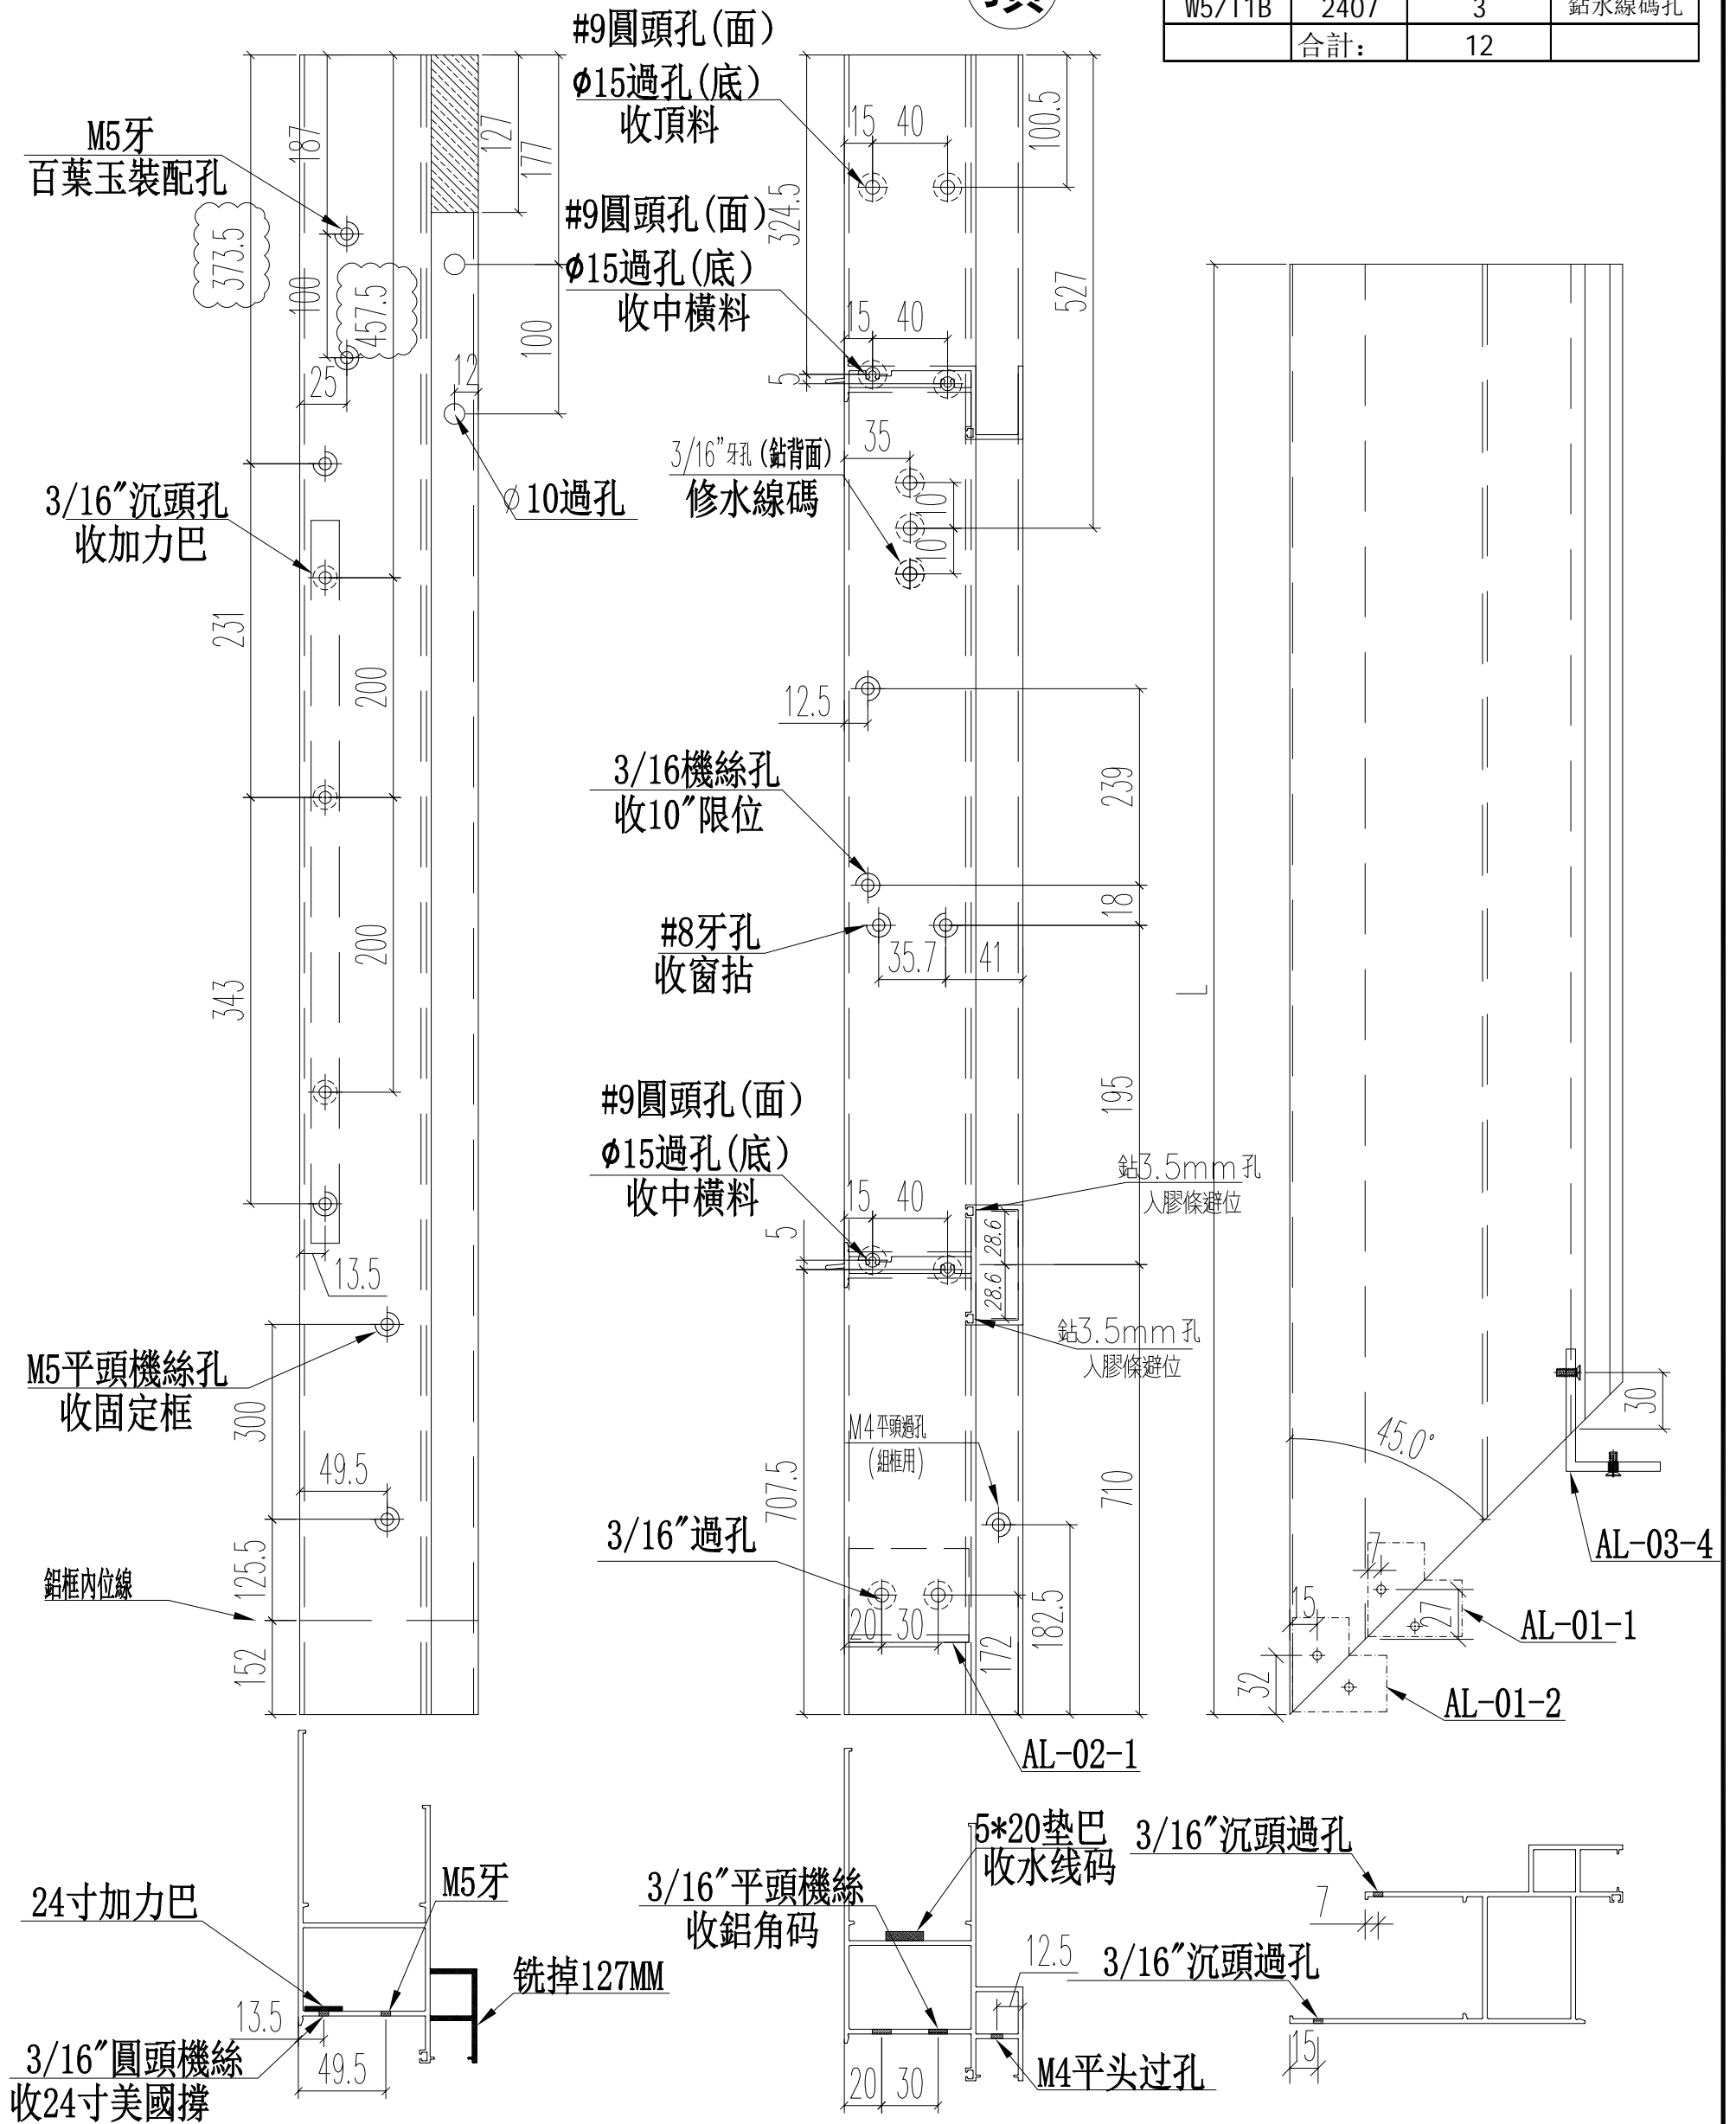 W5/T1B 2407 3 鉆水線碼孔
合計: 12
#9圓頭孔(面)
ϕ15過孔(底)
收頂料
M5牙
百葉玉裝配孔
187
127
177
15 40
100.5
324.5
373.5
100
457.5
25
12
100
#9圓頭孔(面)
ϕ15過孔(底)
收中橫料
15 40
5
527
3/16"沉頭孔
收加力巴
∅10過孔
3/16"牙孔(鉆背面)
修水線碼
35
10
10
231
200
12.5
3/16機絲孔
收10"限位
239
18
#8牙孔
收窗拈
35.7 41
343
200
L
195
#9圓頭孔(面)
ϕ15過孔(底)
收中橫料
15 40
5
鉆3.5mm孔
入膠條避位
28.6
28.6
13.5
鉆3.5mm孔
入膠條避位
M5平頭機絲孔
收固定框
300
49.5
M4平頭過孔
(組框用)
707.5
710
45.0°
30
3/16"過孔
125.5
鋁框內位線
152
20 30
172
182.5
AL-03-4
7
27
15
32
AL-01-1
AL-01-2
AL-02-1
24寸加力巴
M5牙
铣掉127MM
13.5
49.5
3/16"圓頭機絲
收24寸美國撐
5*20垫巴
收水线码
3/16"平頭機絲
收鋁角码
12.5
20 30
M4平头过孔
3/16"沉頭過孔
7
3/16"沉頭過孔
15